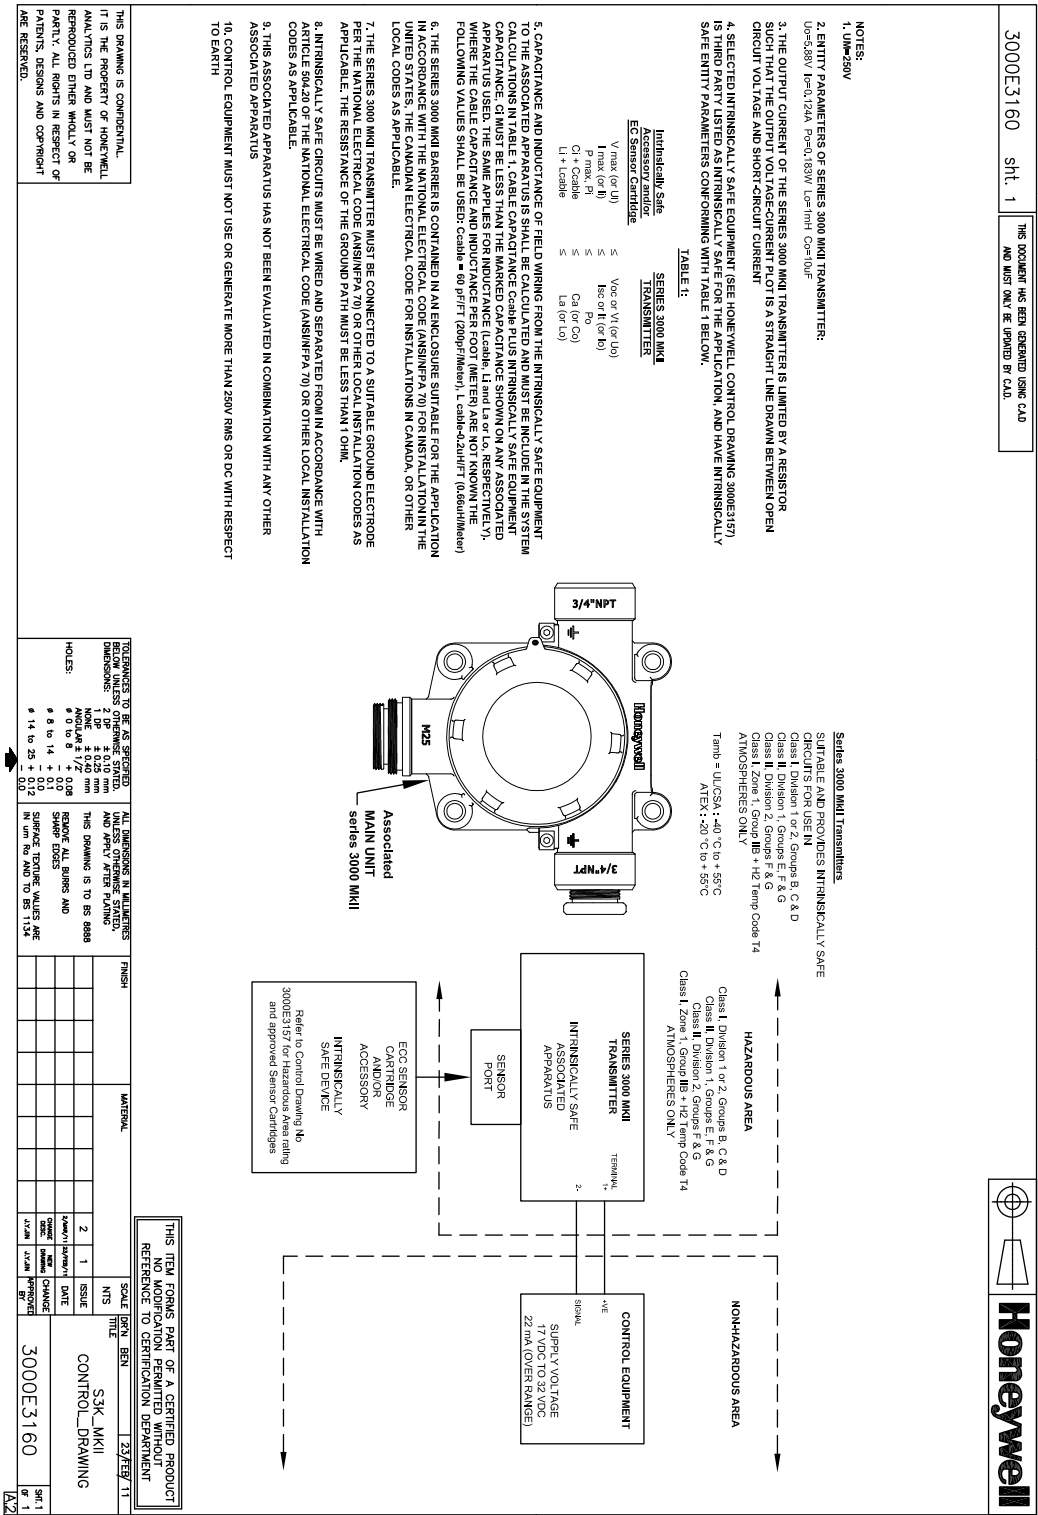 3000E3160 sht. 1
THIS DOCUMENT HAS BEEN GENERATED USING CAD
AND MUST ONLY BE UPDATED BY C.A.D.
Honeywell
NOTES:
1. UM=250V
2. ENTITY PARAMETERS OF SERIES 3000 MKII TRANSMITTER:
Uo=5.88V Io=0.124A Po=0.183W Lo=1mH Co=10uF
3. THE OUTPUT CURRENT OF THE SERIES 3000 MKII TRANSMITTER IS LIMITED BY A RESISTOR
SUCH THAT THE OUTPUT VOLTAGE-CURRENT PLOT IS A STRAIGHT LINE DRAWN BETWEEN OPEN
CIRCUIT VOLTAGE AND SHORT-CIRCUIT CURRENT
4. SELECTED INTRINSICALLY SAFE EQUIPMENT (SEE HONEYWELL CONTROL DRAWING 3000E3157)
IS THIRD PARTY LISTED AS INTRINSICALLY SAFE FOR THE APPLICATION, AND HAVE INTRINSICALLY
SAFE ENTITY PARAMETERS CONFORMING WITH TABLE 1 BELOW.
TABLE 1:
Intrinsically Safe
Accessory and/or
EC Sensor Cartridge
SERIES 3000 MKII
TRANSMITTER
V max (or Ui) ≤ Voc or Vt (or Uo)
I max (or Ii) ≤ Isc or It (or Io)
P max, Pi ≤ Po
Ci + Ccable ≤ Ca (or Co)
Li + Lcable ≤ La (or Lo)
5. CAPACITANCE AND INDUCTANCE OF FIELD WIRING FROM THE INTRINSICALLY SAFE EQUIPMENT
TO THE ASSOCIATED APPARATUS IS SHALL BE CALCULATED AND MUST BE INCLUDE IN THE SYSTEM
CALCULATIONS IN TABLE 1. CABLE CAPACITANCE Ccable PLUS INTRINSICALLY SAFE EQUIPMENT
CAPACITANCE, Ci MUST BE LESS THAN THE MARKED CAPACITANCE SHOWN ON ANY ASSOCIATED
APPARATUS USED. THE SAME APPLIES FOR INDUCTANCE (Lcable, Li and La or Lo, RESPECTIVELY).
WHERE THE CABLE CAPACITANCE AND INDUCTANCE PER FOOT (METER) ARE NOT KNOWN THE
FOLLOWING VALUES SHALL BE USED: Ccable = 60 pF/FT (200pF/Meter), L cable-0.2uH/FT (0.66uH/Meter)
6. THE SERIES 3000 MKII BARRIER IS CONTAINED IN AN ENCLOSURE SUITABLE FOR THE APPLICATION
IN ACCORDANCE WITH THE NATIONAL ELECTRICAL CODE (ANSI/NFPA 70) FOR INSTALLATION IN THE
UNITED STATES, THE CANADIAN ELECTRICAL CODE FOR INSTALLATIONS IN CANADA, OR OTHER
LOCAL CODES AS APPLICABLE.
7. THE SERIES 3000 MKII TRANSMITTER MUST BE CONNECTED TO A SUITABLE GROUND ELECTRODE
PER THE NATIONAL ELECTRICAL CODE (ANSI/NFPA 70) OR OTHER LOCAL INSTALLATION CODES AS
APPLICABLE. THE RESISTANCE OF THE GROUND PATH MUST BE LESS THAN 1 OHM.
8. INTRINSICALLY SAFE CIRCUITS MUST BE WIRED AND SEPARATED FROM IN ACCORDANCE WITH
ARTICLE 504.20 OF THE NATIONAL ELECTRICAL CODE (ANSI/NFPA 70) OR OTHER LOCAL INSTALLATION
CODES AS APPLICABLE.
9. THIS ASSOCIATED APPARATUS HAS NOT BEEN EVALUATED IN COMBINATION WITH ANY OTHER
ASSOCIATED APPARATUS
10. CONTROL EQUIPMENT MUST NOT USE OR GENERATE MORE THAN 250V RMS OR DC WITH RESPECT
TO EARTH
Series 3000 MkII Transmitters
SUITABLE AND PROVIDES INTRINSICALLY SAFE
CIRCUITS FOR USE IN
Class I, Division 1 or 2, Groups B, C & D
Class II, Division 1, Groups E, F & G
Class II, Division 2, Groups F & G
Class I, Zone 1, Group IIB + H2 Temp Code T4
ATMOSPHERES ONLY
Tamb = UL/CSA : -40 °C to + 55°C
ATEX : -20 °C to + 55°C
Honeywell
3/4"NPT
3/4"NPT
M25
Associated
MAIN UNIT
series 3000 MkII
HAZARDOUS AREA
Class I, Division 1 or 2, Groups B, C & D
Class II, Division 1, Groups E, F & G
Class II, Division 2, Groups F & G
Class I, Zone 1, Group IIB + H2 Temp Code T4
ATMOSPHERES ONLY
SERIES 3000 MKII
TRANSMITTER
INTRINSICALLY SAFE
ASSOCIATED
APPARATUS
TERMINAL
1+
2-
SENSOR
PORT
ECC SENSOR
CARTRIDGE
AND/OR
ACCESSORY
INTRINSICALLY
SAFE DEVICE
Refer to Control Drawing No
3000E3157 for Hazardous Area rating
and approved Sensor Cartridges
NON-HAZARDOUS AREA
CONTROL EQUIPMENT
+VE
SIGNAL
SUPPLY VOLTAGE
17 VDC TO 32 VDC
22 mA (OVER RANGE)
THIS ITEM FORMS PART OF A CERTIFIED PRODUCT
NO MODIFICATION PERMITTED WITHOUT
REFERENCE TO CERTIFICATION DEPARTMENT
THIS DRAWING IS CONFIDENTIAL.
IT IS THE PROPERTY OF HONEYWELL
ANALYTICS LTD AND MUST NOT BE
REPRODUCED EITHER WHOLLY OR
PARTLY. ALL RIGHTS IN RESPECT OF
PATENTS, DESIGNS AND COPYRIGHT
ARE RESERVED.
TOLERANCES TO BE AS SPECIFIED
BELOW UNLESS OTHERWISE STATED.
DIMENSIONS: 2 DP ± 0.10 mm
1 DP ± 0.25 mm
NONE ± 0.40 mm
ANGULAR ± 1/2°
HOLES: ø 0 to 8 + 0.08
- 0.0
ø 8 to 14 + 0.1
- 0.0
ø 14 to 25 + 0.12
- 0.0
ALL DIMENSIONS IN MILLIMETRES
UNLESS OTHERWISE STATED,
AND APPLY AFTER PLATING
THIS DRAWING IS TO BS 8888
REMOVE ALL BURRS AND
SHARP EDGES
SURFACE TEXTURE VALUES ARE
IN um Ra AND TO BS 1134
FINISH
MATERIAL
2 1 ISSUE
2/MAR/11 23/FEB/11 DATE
CHANGE DESC. NEW DRAWING CHANGE
J.Y.JIN J.Y.JIN APPROVED BY
SCALE
NTS
DR'N BEN 23/FEB/ 11
TITLE
S3K_MKII
CONTROL_DRAWING
3000E3160
SHT. 1
OF 1
A2